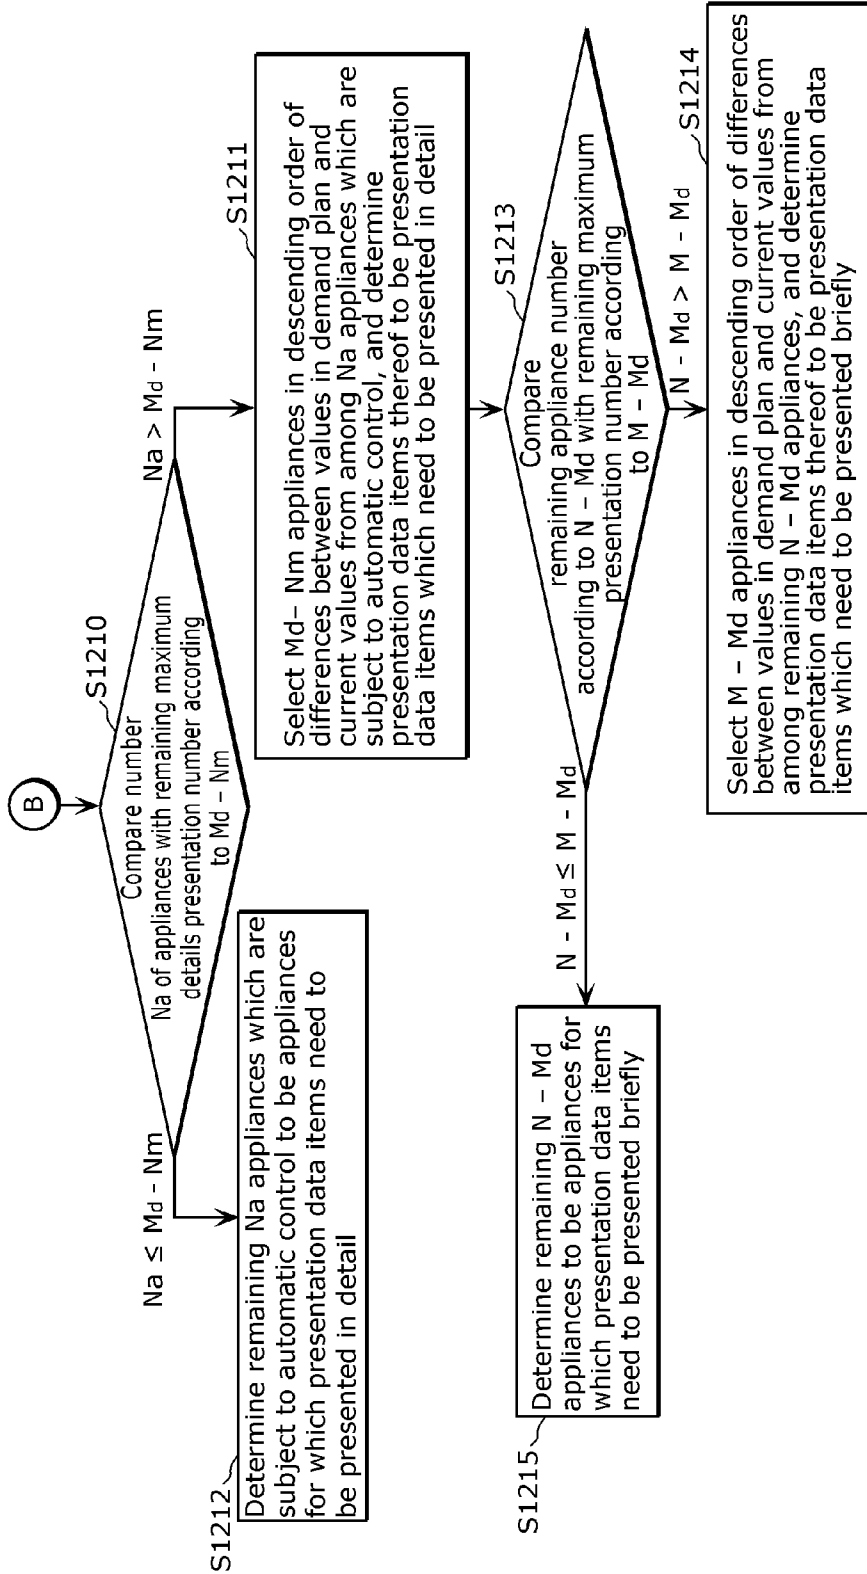 B
S1210
Compare number
Na of appliances with remaining maximum
details presentation number according
to Md – Nm
Na ≤ Md - Nm
Na > Md - Nm
S1212
Determine remaining Na appliances which are
subject to automatic control to be appliances
for which presentation data items need to
be presented in detail
S1211
Select Md– Nm appliances in descending order of
differences between values in demand plan and
current values from among Na appliances which are
subject to automatic control, and determine
presentation data items thereof to be presentation
data items which need to be presented in detail
S1213
Compare
remaining appliance number
according to N – Md with remaining maximum
presentation number according
to M – Md
N - Md ≤ M - Md
N - Md > M - Md
S1215
Determine remaining N – Md
appliances to be appliances for
which presentation data items
need to be presented briefly
S1214
Select M – Md appliances in descending order of differences
between values in demand plan and current values from
among remaining N – Md appliances, and determine
presentation data items thereof to be presentation data
items which need to be presented briefly